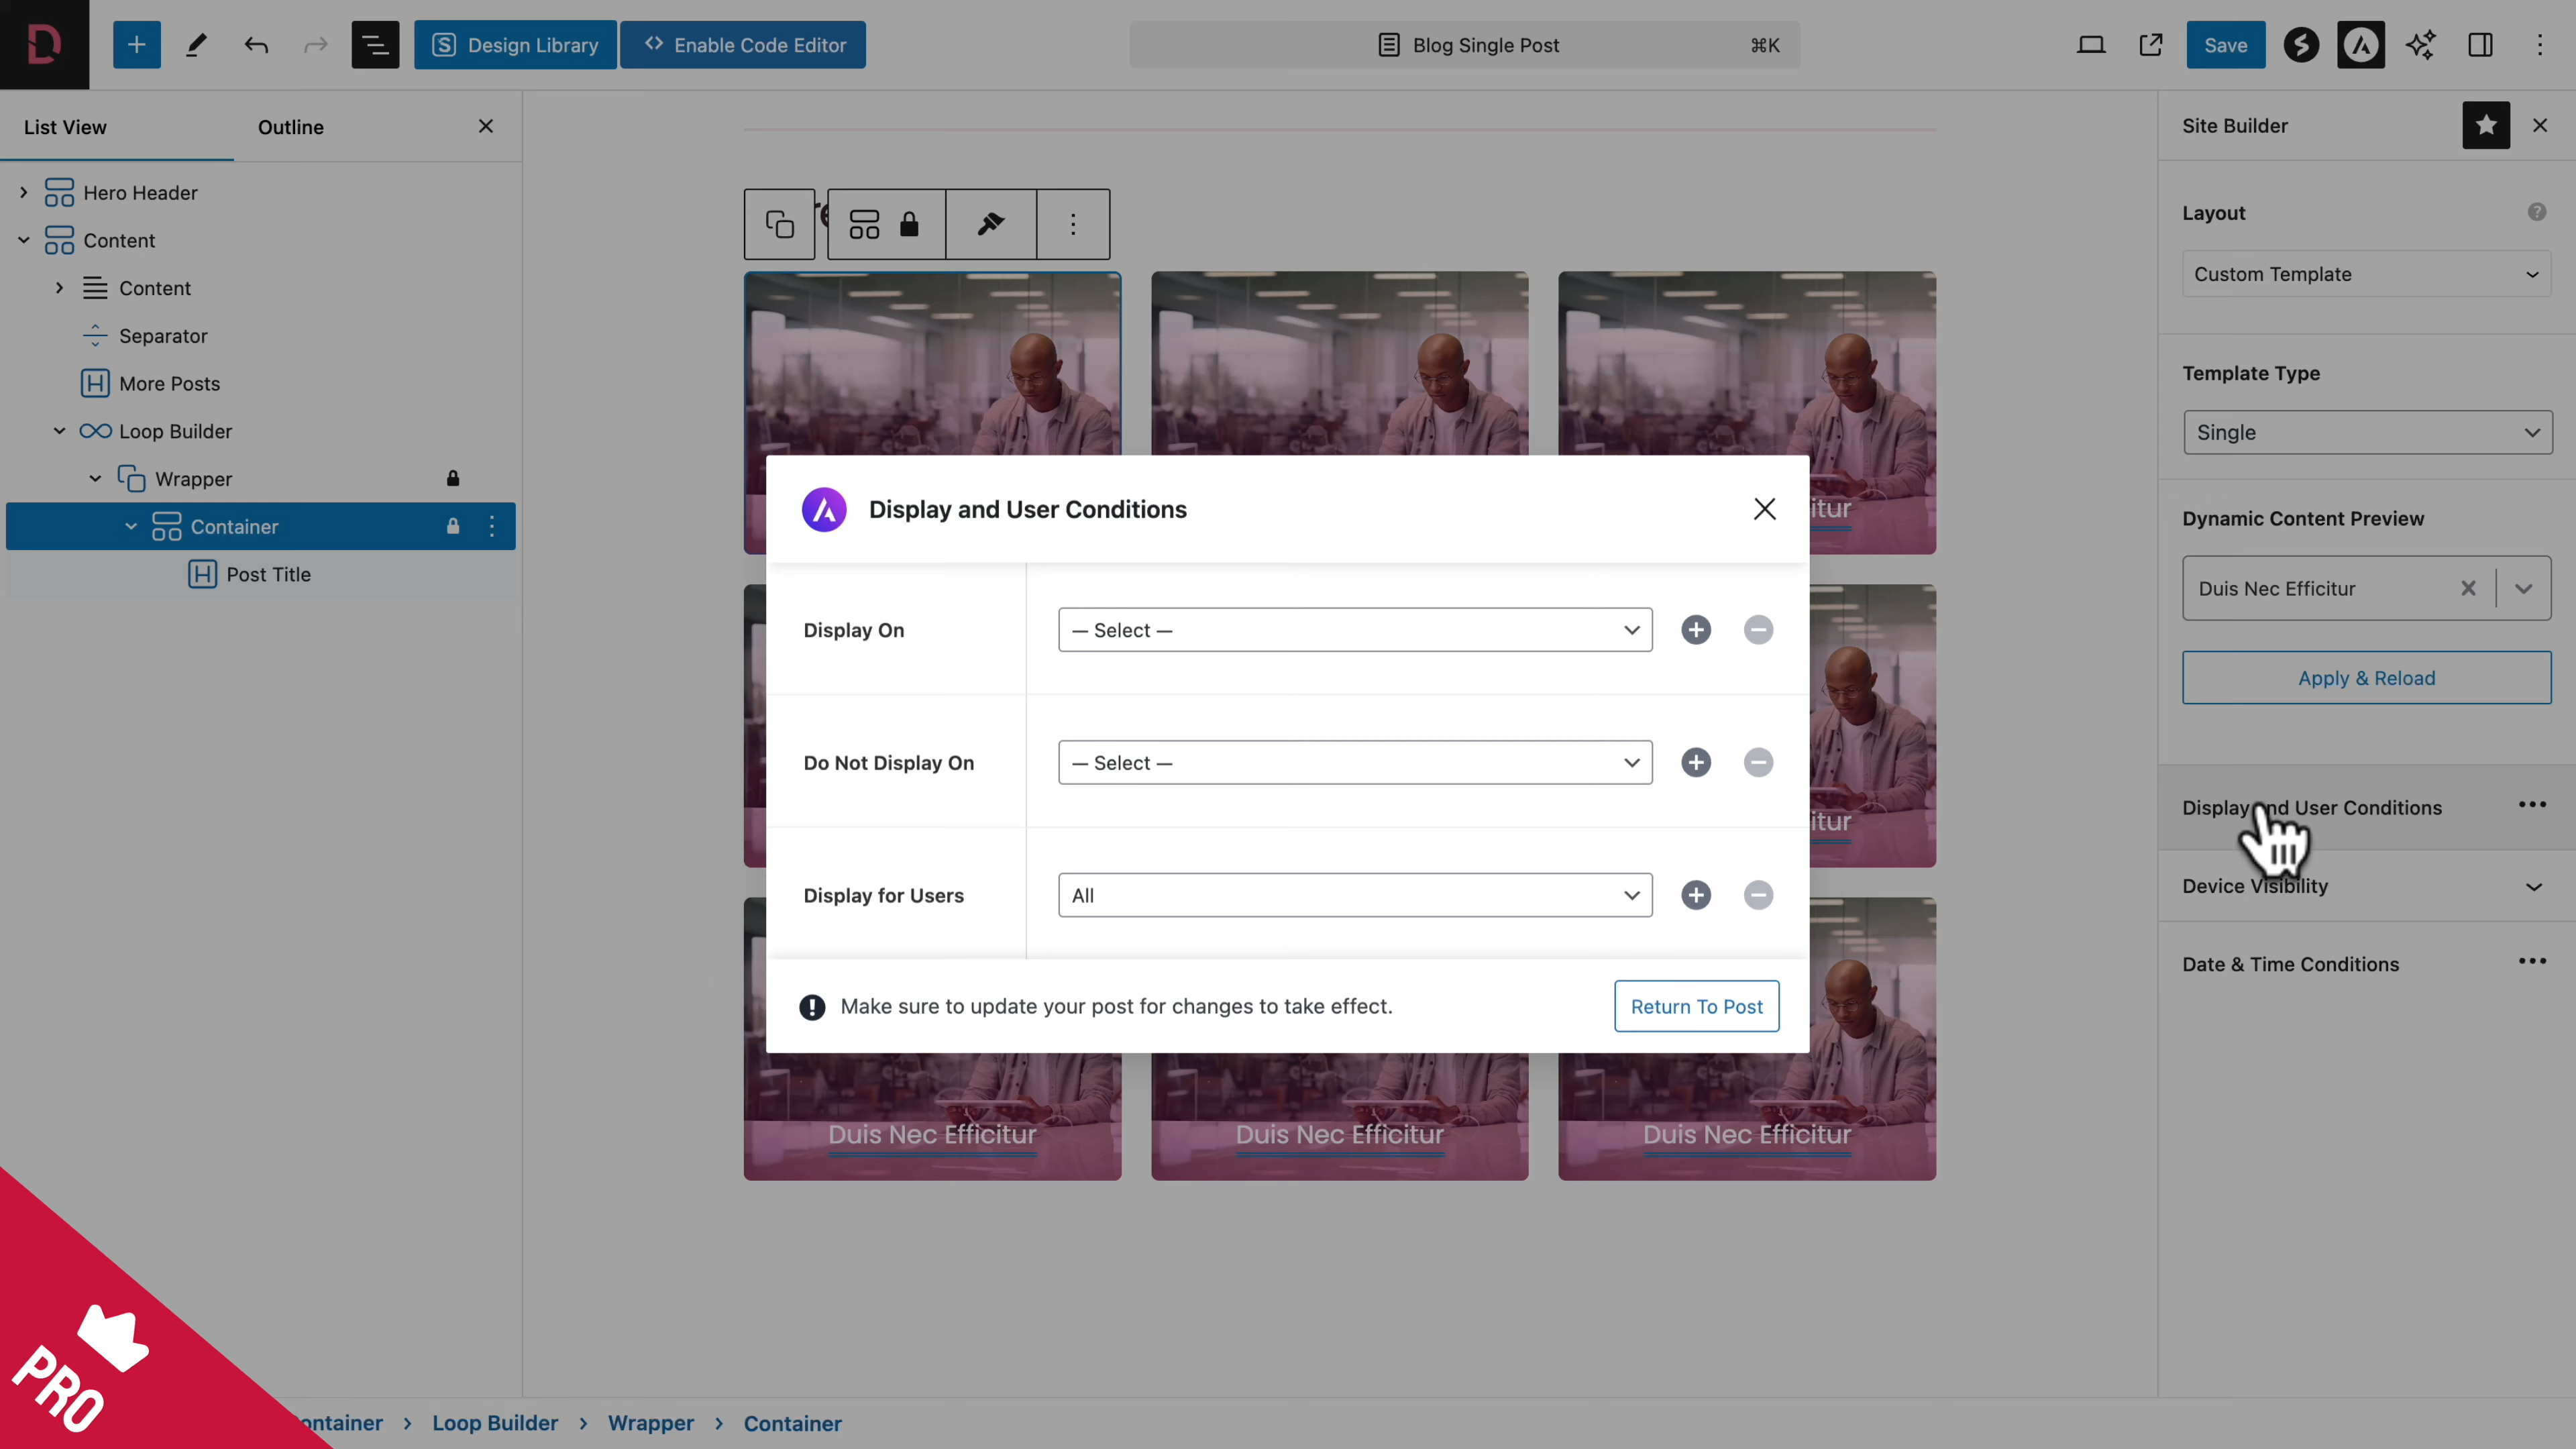 Design Library
Enable Code Editor
Blog Single Post
⌘K
Save
List View
Outline
Hero Header
Content
Content
Separator
More Posts
Loop Builder
Wrapper
Container
Post Title
Site Builder
Layout
Custom Template
Template Type
Single
Dynamic Content Preview
Duis Nec Efficitur
Apply & Reload
Display and User Conditions
Device Visibility
Date & Time Conditions
Display and User Conditions
Display On
— Select —
Do Not Display On
— Select —
Display for Users
All
Make sure to update your post for changes to take effect.
Return To Post
Duis Nec Efficitur
Duis Nec Efficitur
Duis Nec Efficitur
PRO
Loop Builder
Wrapper
Container